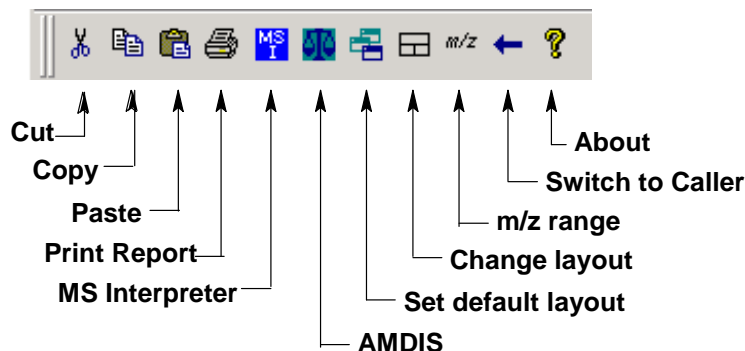 MS
I
m/z
?
Cut
Copy
Paste
Print Report
MS Interpreter
About
Switch to Caller
m/z range
Change layout
Set default layout
AMDIS